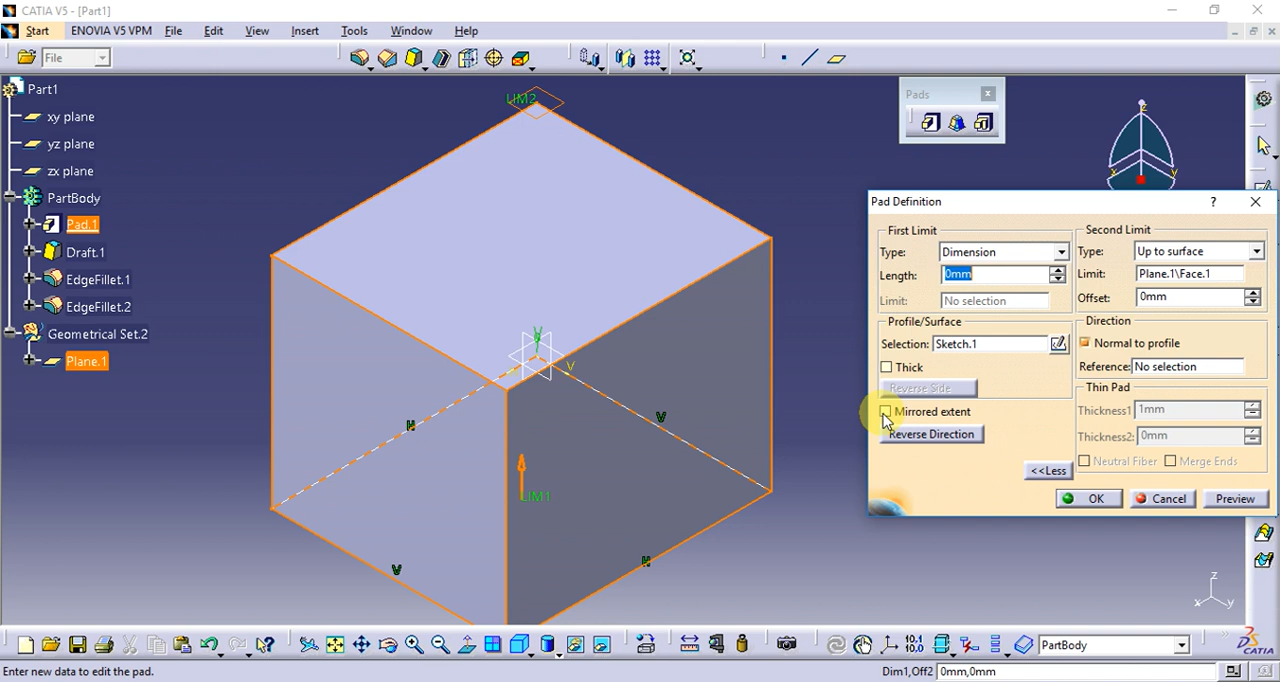 CATIA V5 - [Part1]
Start ENOVIA V5 VPM File Edit View Insert Tools Window Help
File
Part1
xy plane
yz plane
zx plane
PartBody
Pad.1
Draft.1
EdgeFillet.1
EdgeFillet.2
Geometrical Set.2
Plane.1
LIM2
V
V
H
V
LIM1
V
H
Pads x
z
x y
Pad Definition ?
First Limit
Type: Dimension
Length: 0mm
Limit: No selection
Profile/Surface
Selection: Sketch.1
Thick
Reverse Side
Mirrored extent
Reverse Direction
<<Less
Second Limit
Type: Up to surface
Limit: Plane.1\Face.1
Offset: 0mm
Direction
Normal to profile
Reference: No selection
Thin Pad
Thickness1: 1mm
Thickness2: 0mm
Neutral Fiber Merge Ends
OK Cancel Preview
z
x y
10.1
10.0
PartBody
CATIA
Enter new data to edit the pad.
Dim1,Off2 0mm,0mm